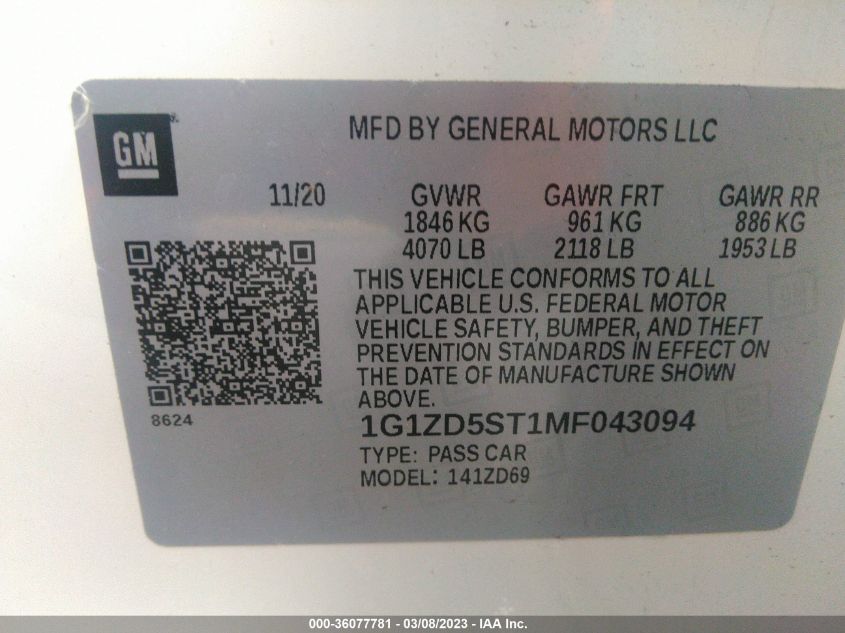 GM
MFD BY GENERAL MOTORS LLC
11/20 GVWR GAWR FRT GAWR RR
1846 KG 961 KG 886 KG
4070 LB 2118 LB 1953 LB
THIS VEHICLE CONFORMS TO ALL
APPLICABLE U.S. FEDERAL MOTOR
VEHICLE SAFETY, BUMPER, AND THEFT
PREVENTION STANDARDS IN EFFECT ON
THE DATE OF MANUFACTURE SHOWN
ABOVE.
8624
1G1ZD5ST1MF043094
TYPE: PASS CAR
MODEL: 141ZD69
000-36077781 - 03/08/2023 - IAA Inc.